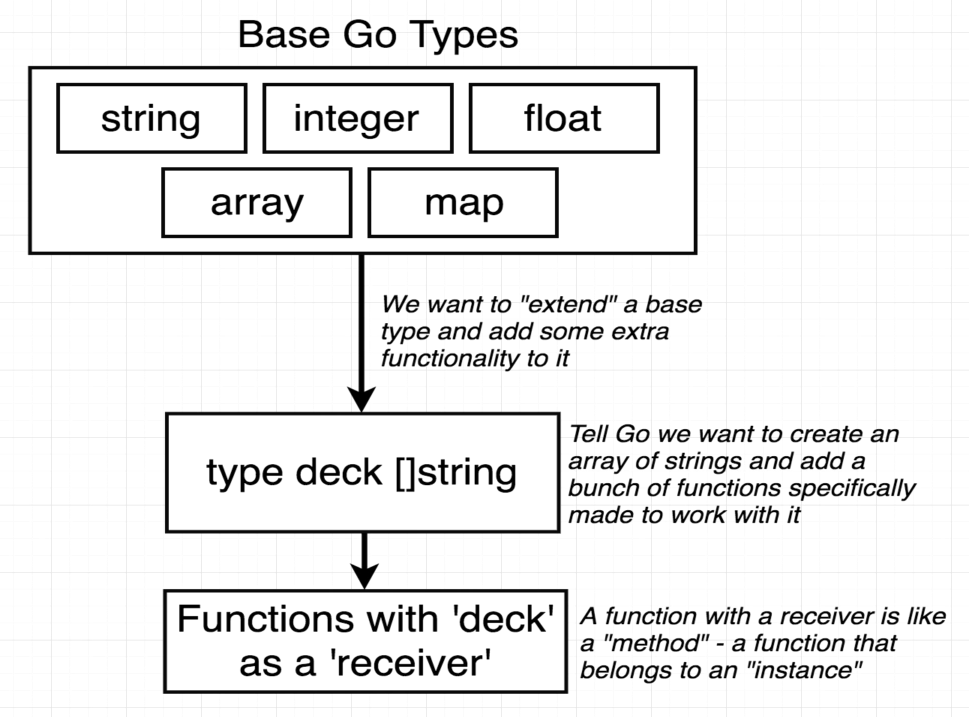 Base Go Types
string
integer
float
array
map
We want to "extend" a base
type and add some extra
functionality to it
type deck []string
Tell Go we want to create an
array of strings and add a
bunch of functions specifically
made to work with it
Functions with 'deck'
as a 'receiver'
A function with a receiver is like
a "method" - a function that
belongs to an "instance"